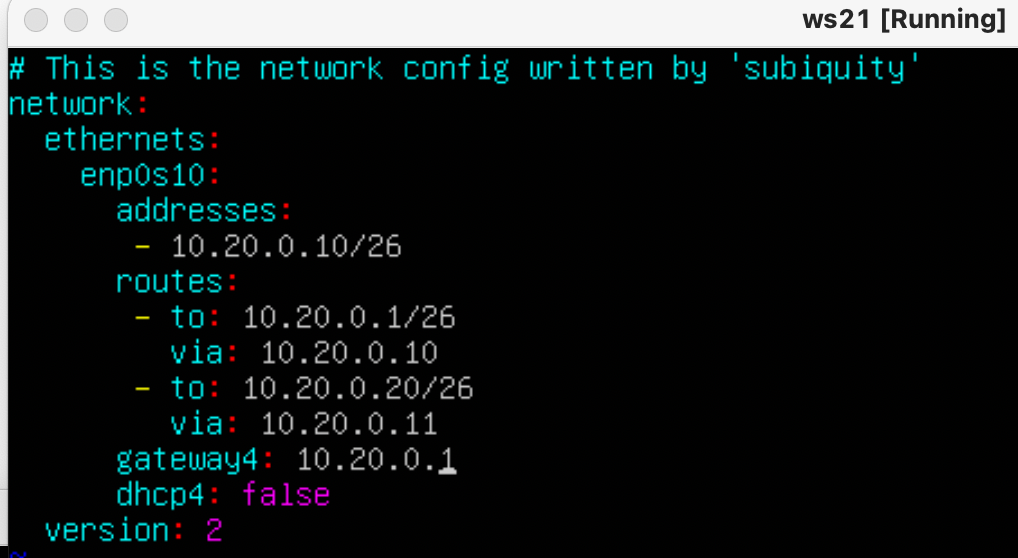 ws21 [Running]
# This is the network config written by 'subiquity'
network:
  ethernets:
    enp0s10:
      addresses:
       - 10.20.0.10/26
      routes:
       - to: 10.20.0.1/26
         via: 10.20.0.10
       - to: 10.20.0.20/26
         via: 10.20.0.11
      gateway4: 10.20.0.1
      dhcp4: false
  version: 2
~